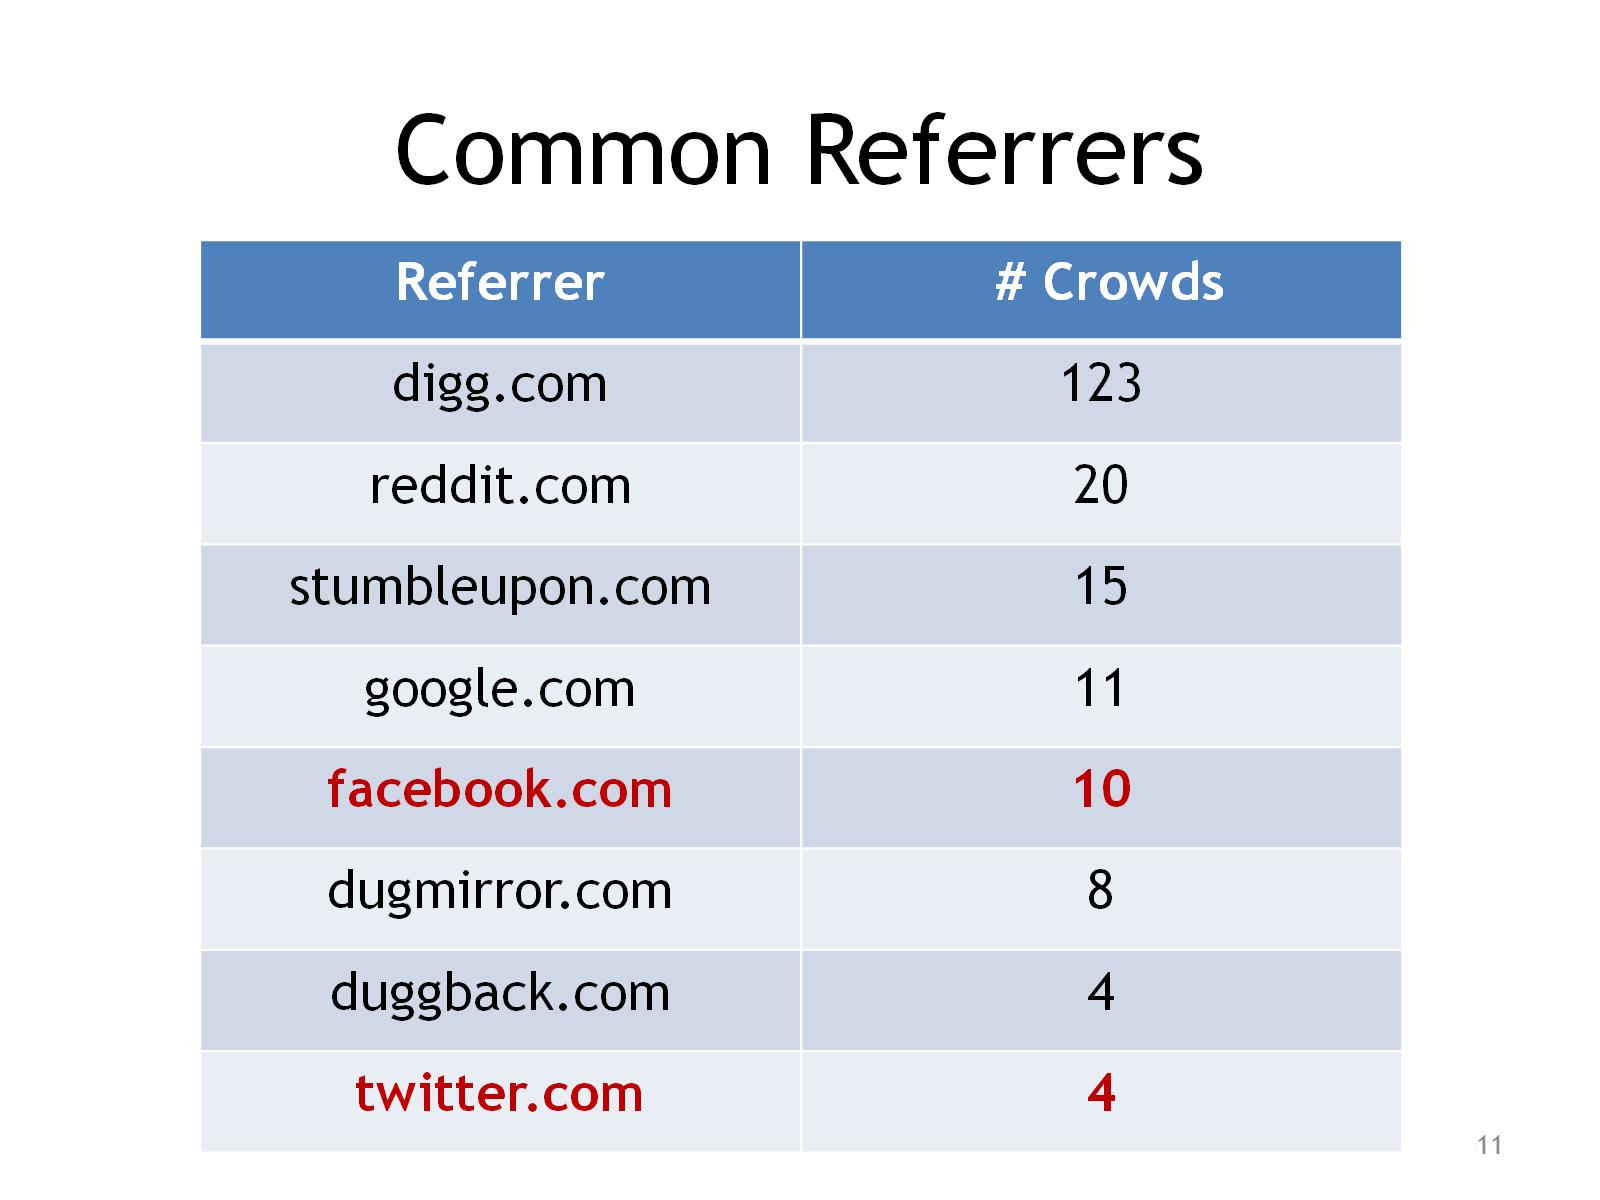 Common Referrers
Referrer # Crowds
digg.com 123
reddit.com 20
stumbleupon.com 15
google.com 11
facebook.com 10
dugmirror.com 8
duggback.com 4
twitter.com 4
11